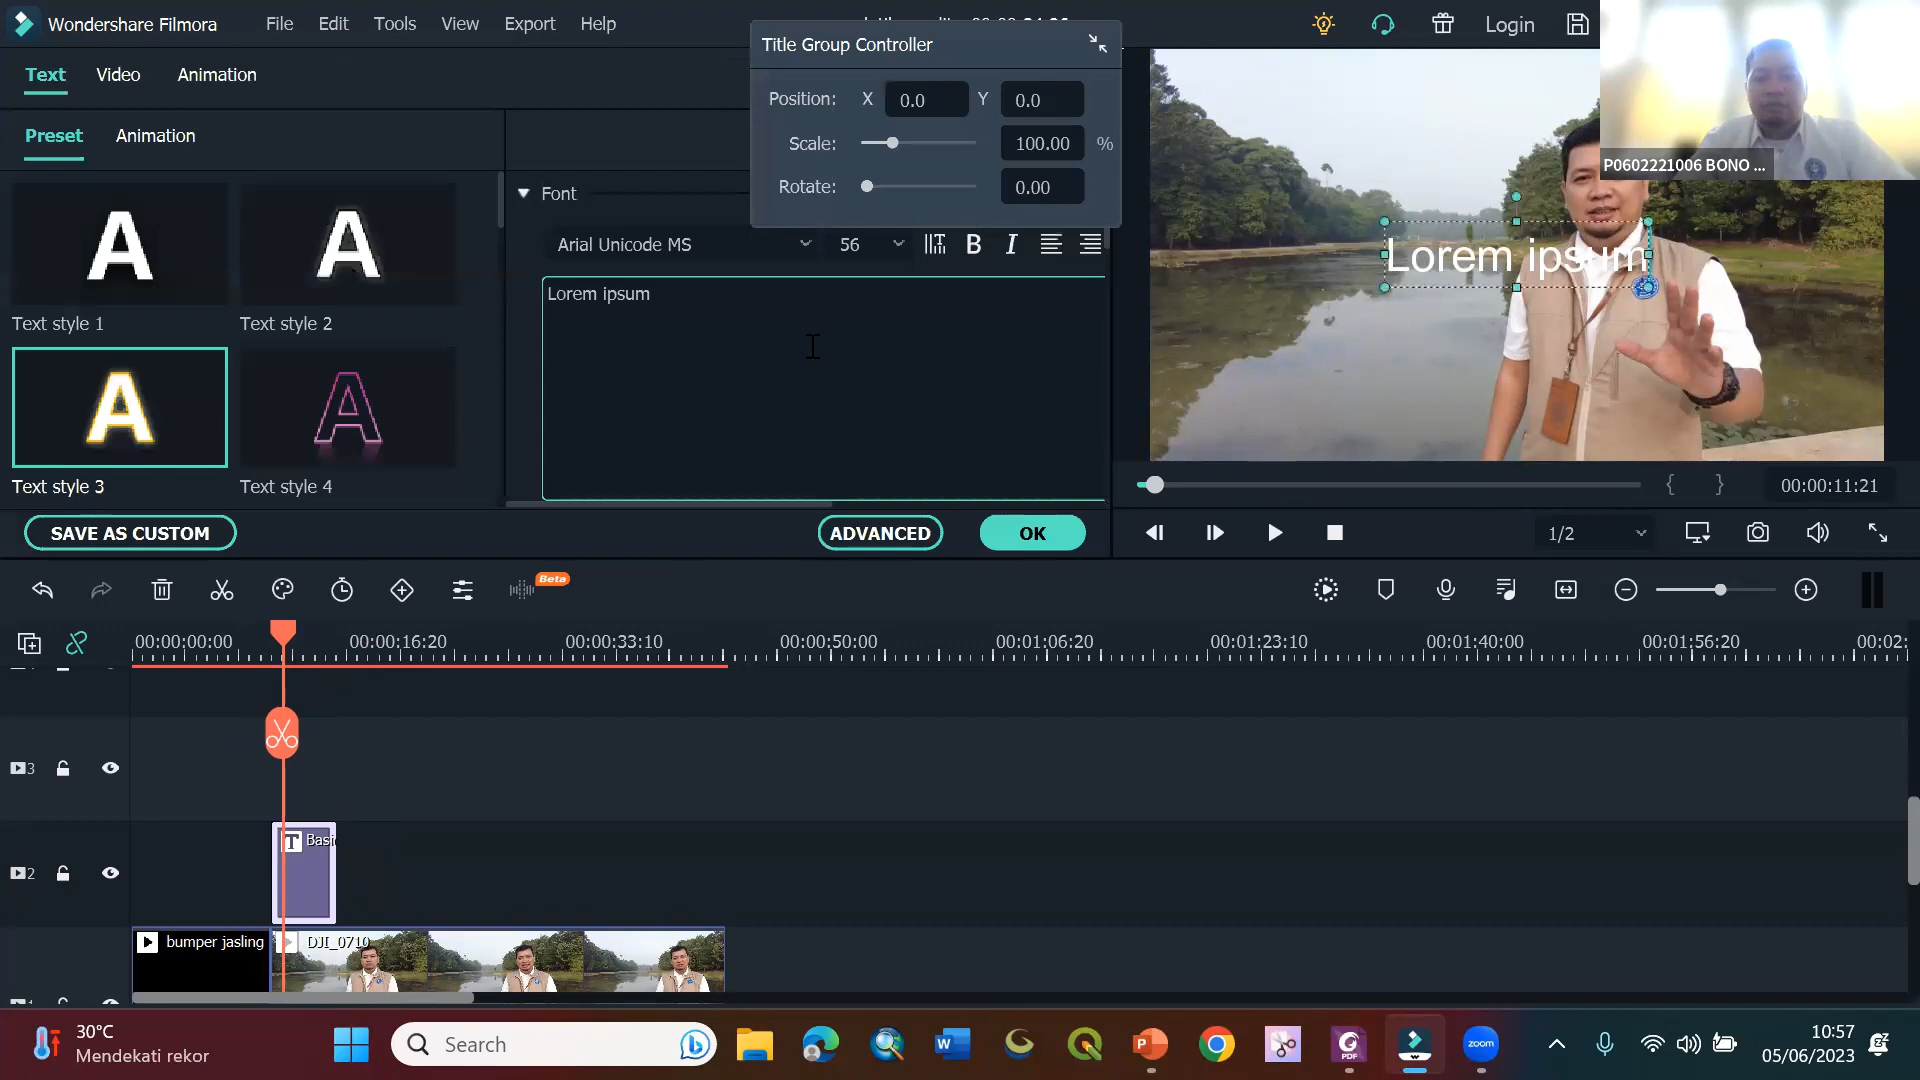 Wondershare Filmora
File Edit Tools View Export Help
Login
Text Video Animation
Title Group Controller
Position: X 0.0 Y 0.0
Scale: 100.00 %
Rotate: 0.00
Preset Animation
Font
Arial Unicode MS 56 B I
Lorem ipsum
A A
Text style 1 Text style 2
A A
Text style 3 Text style 4
SAVE AS CUSTOM ADVANCED OK
P0602221006 BONO ...
Lorem ipsum
{ } 00:00:11:21
1/2
Beta
00:00:00:00 00:00:16:20 00:00:33:10 00:00:50:00 00:01:06:20 00:01:23:10 00:01:40:00 00:01:56:20 00:02:
3
2
T Basi
bumper jasling DJI_0710
30°C
Mendekati rekor
Search
W
P
PDF
zoom
10:57
05/06/2023